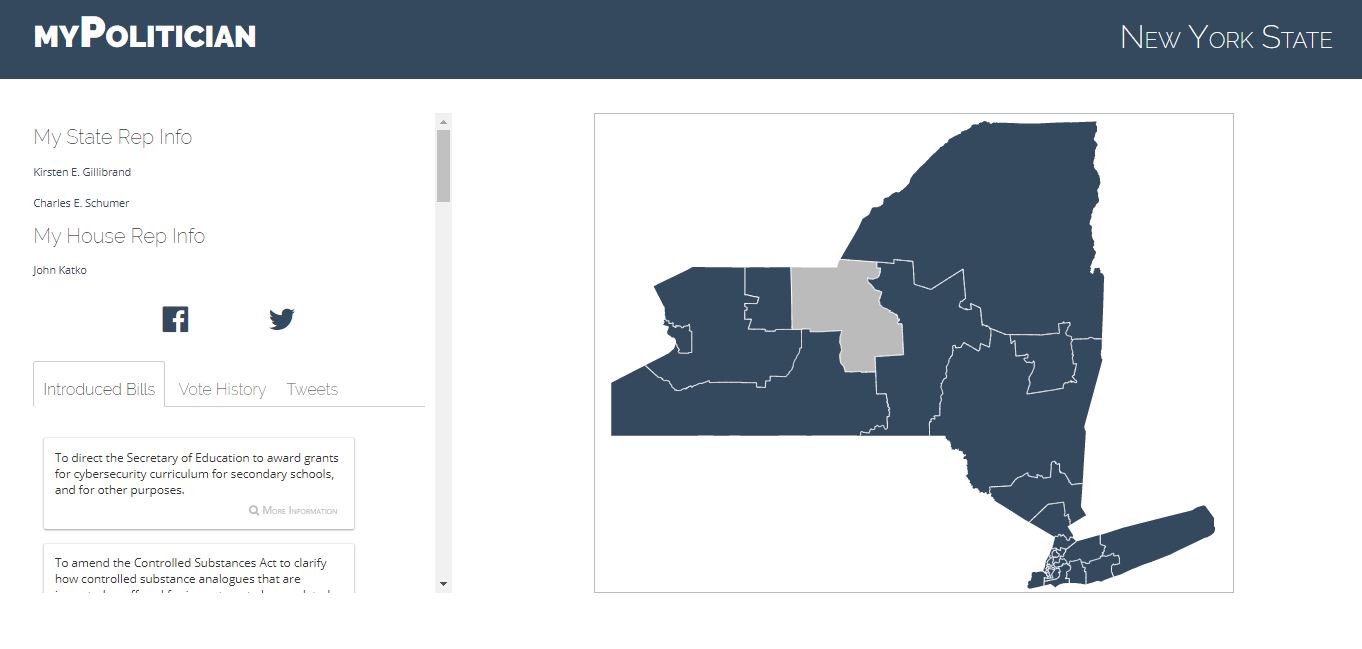 MYPOLITICIAN
NEW YORK STATE
My State Rep Info
Kirsten E. Gillibrand
Charles E. Schumer
My House Rep Info
John Katko
Introduced Bills Vote History Tweets
To direct the Secretary of Education to award grants
for cybersecurity curriculum for secondary schools,
and for other purposes.
MORE INFORMATION
To amend the Controlled Substances Act to clarify
how controlled substance analogues that are